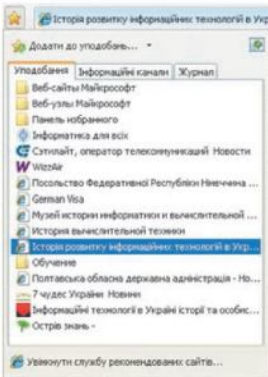 Історія розвитку інформаційних технологій в Укр
Додати до уподобань...
Уподобання Інформаційні канали Журнал
Веб-сайты Майкрософт
Веб-узлы Майкрософт
Панель избранного
Інформатика для всіх
Сэтилайт, оператор телекоммуникаций Новости
WizzAir
Посольство Федеративної Республіки Німеччина ...
German Visa
Музей истории информатики и вычислительной ...
История вычислительной техники
Історія розвитку інформаційних технологій в Укр...
Обучение
Полтавська обласна державна адміністрація - Но...
7 чудес України Новини
Інформаційні технології в Україні історії та особис...
Острів знань -
Увімкнути службу рекомендованих сайтів...